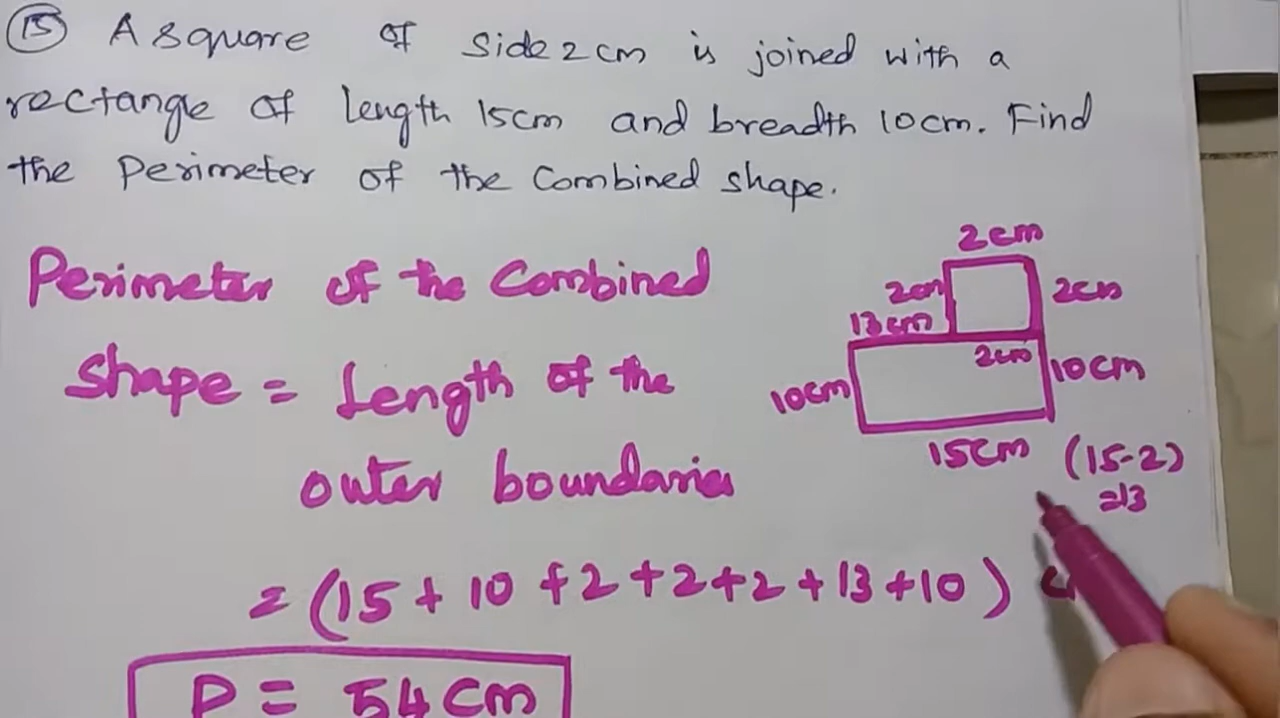 15 A square of side 2cm is joined with a
rectange of length 15cm and breadth 10cm. Find
the Perimeter of the Combined shape.
Perimeter of the Combined
Shape = Length of the
outer boundaries
= (15 + 10 + 2 + 2 + 2 + 13 + 10)
P = 54 cm
2cm
2cm 2cm
13cm
2cm
10cm 10cm
15cm (15-2)
=13